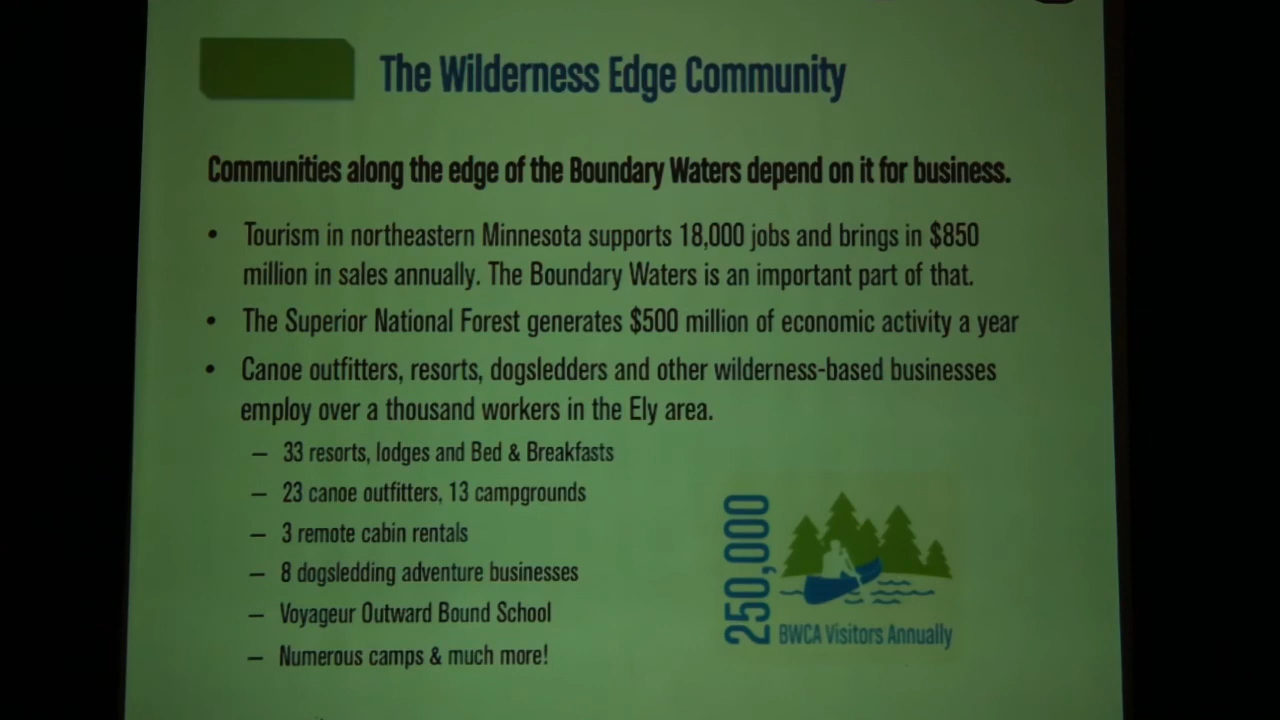 The Wilderness Edge Community
Communities along the edge of the Boundary Waters depend on it for business.
• Tourism in northeastern Minnesota supports 18,000 jobs and brings in $850
million in sales annually. The Boundary Waters is an important part of that.
• The Superior National Forest generates $500 million of economic activity a year
• Canoe outfitters, resorts, dogsledders and other wilderness-based businesses
employ over a thousand workers in the Ely area.
– 33 resorts, lodges and Bed & Breakfasts
– 23 canoe outfitters, 13 campgrounds
– 3 remote cabin rentals
– 8 dogsledding adventure businesses
– Voyageur Outward Bound School
– Numerous camps & much more!
250,000
BWCA Visitors Annually